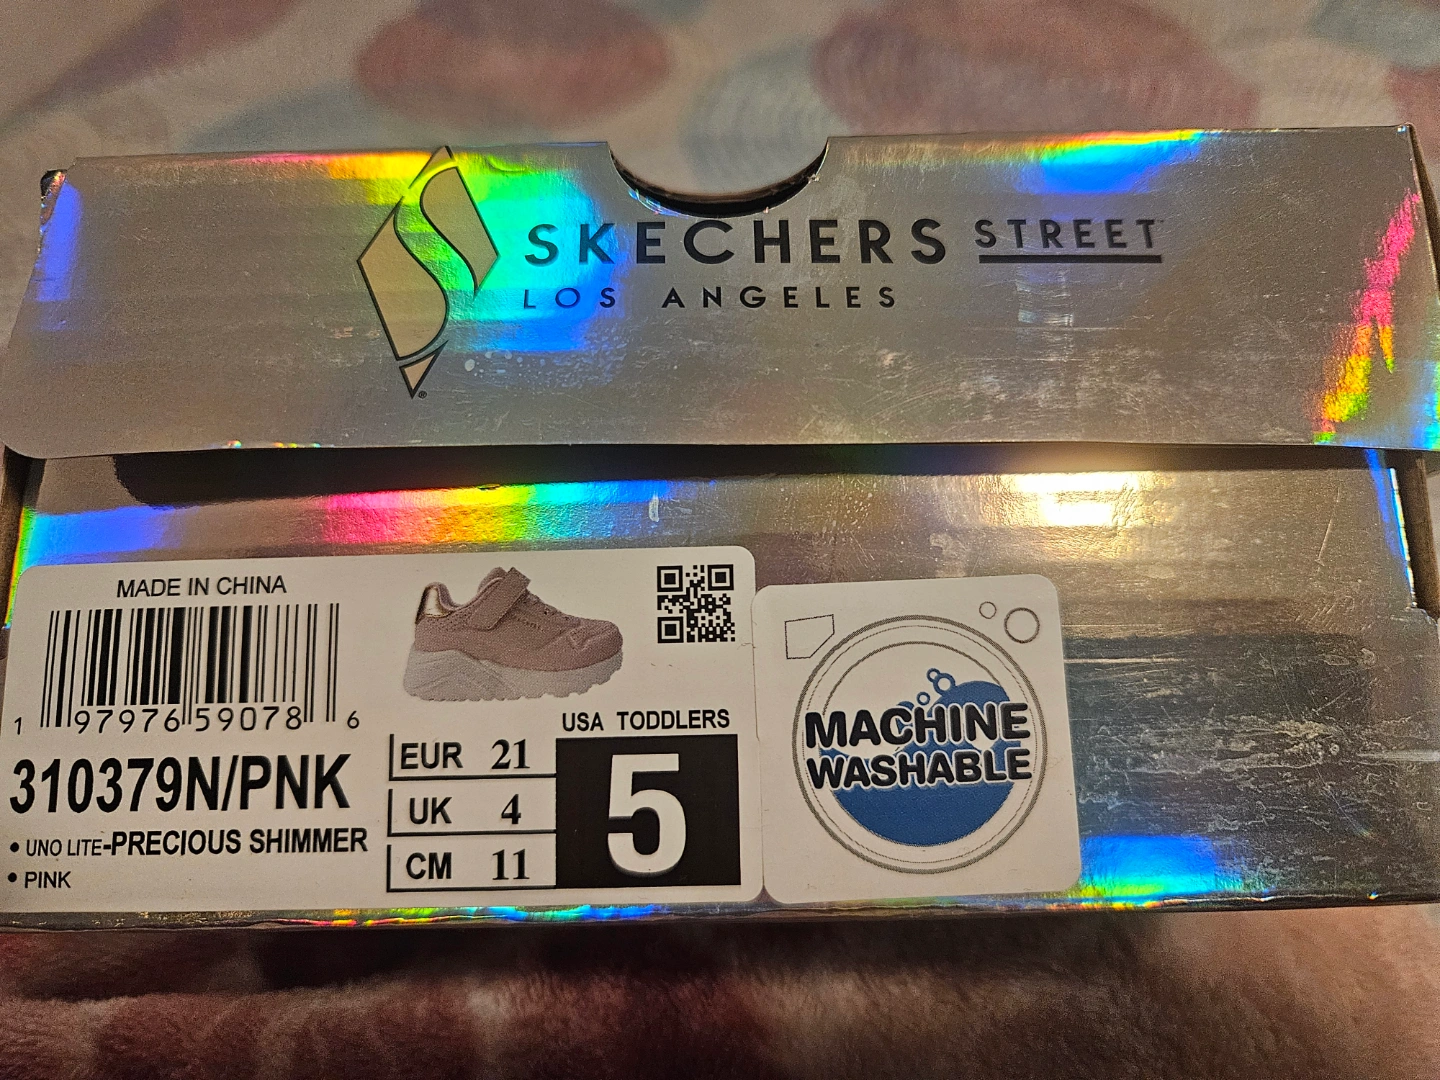 SKECHERS STREET
LOS ANGELES
®
MADE IN CHINA
1 97976 59078 6
310379N/PNK
• UNO LITE-PRECIOUS SHIMMER
• PINK
USA TODDLERS
EUR 21
UK 4
CM 11
5
MACHINE
WASHABLE